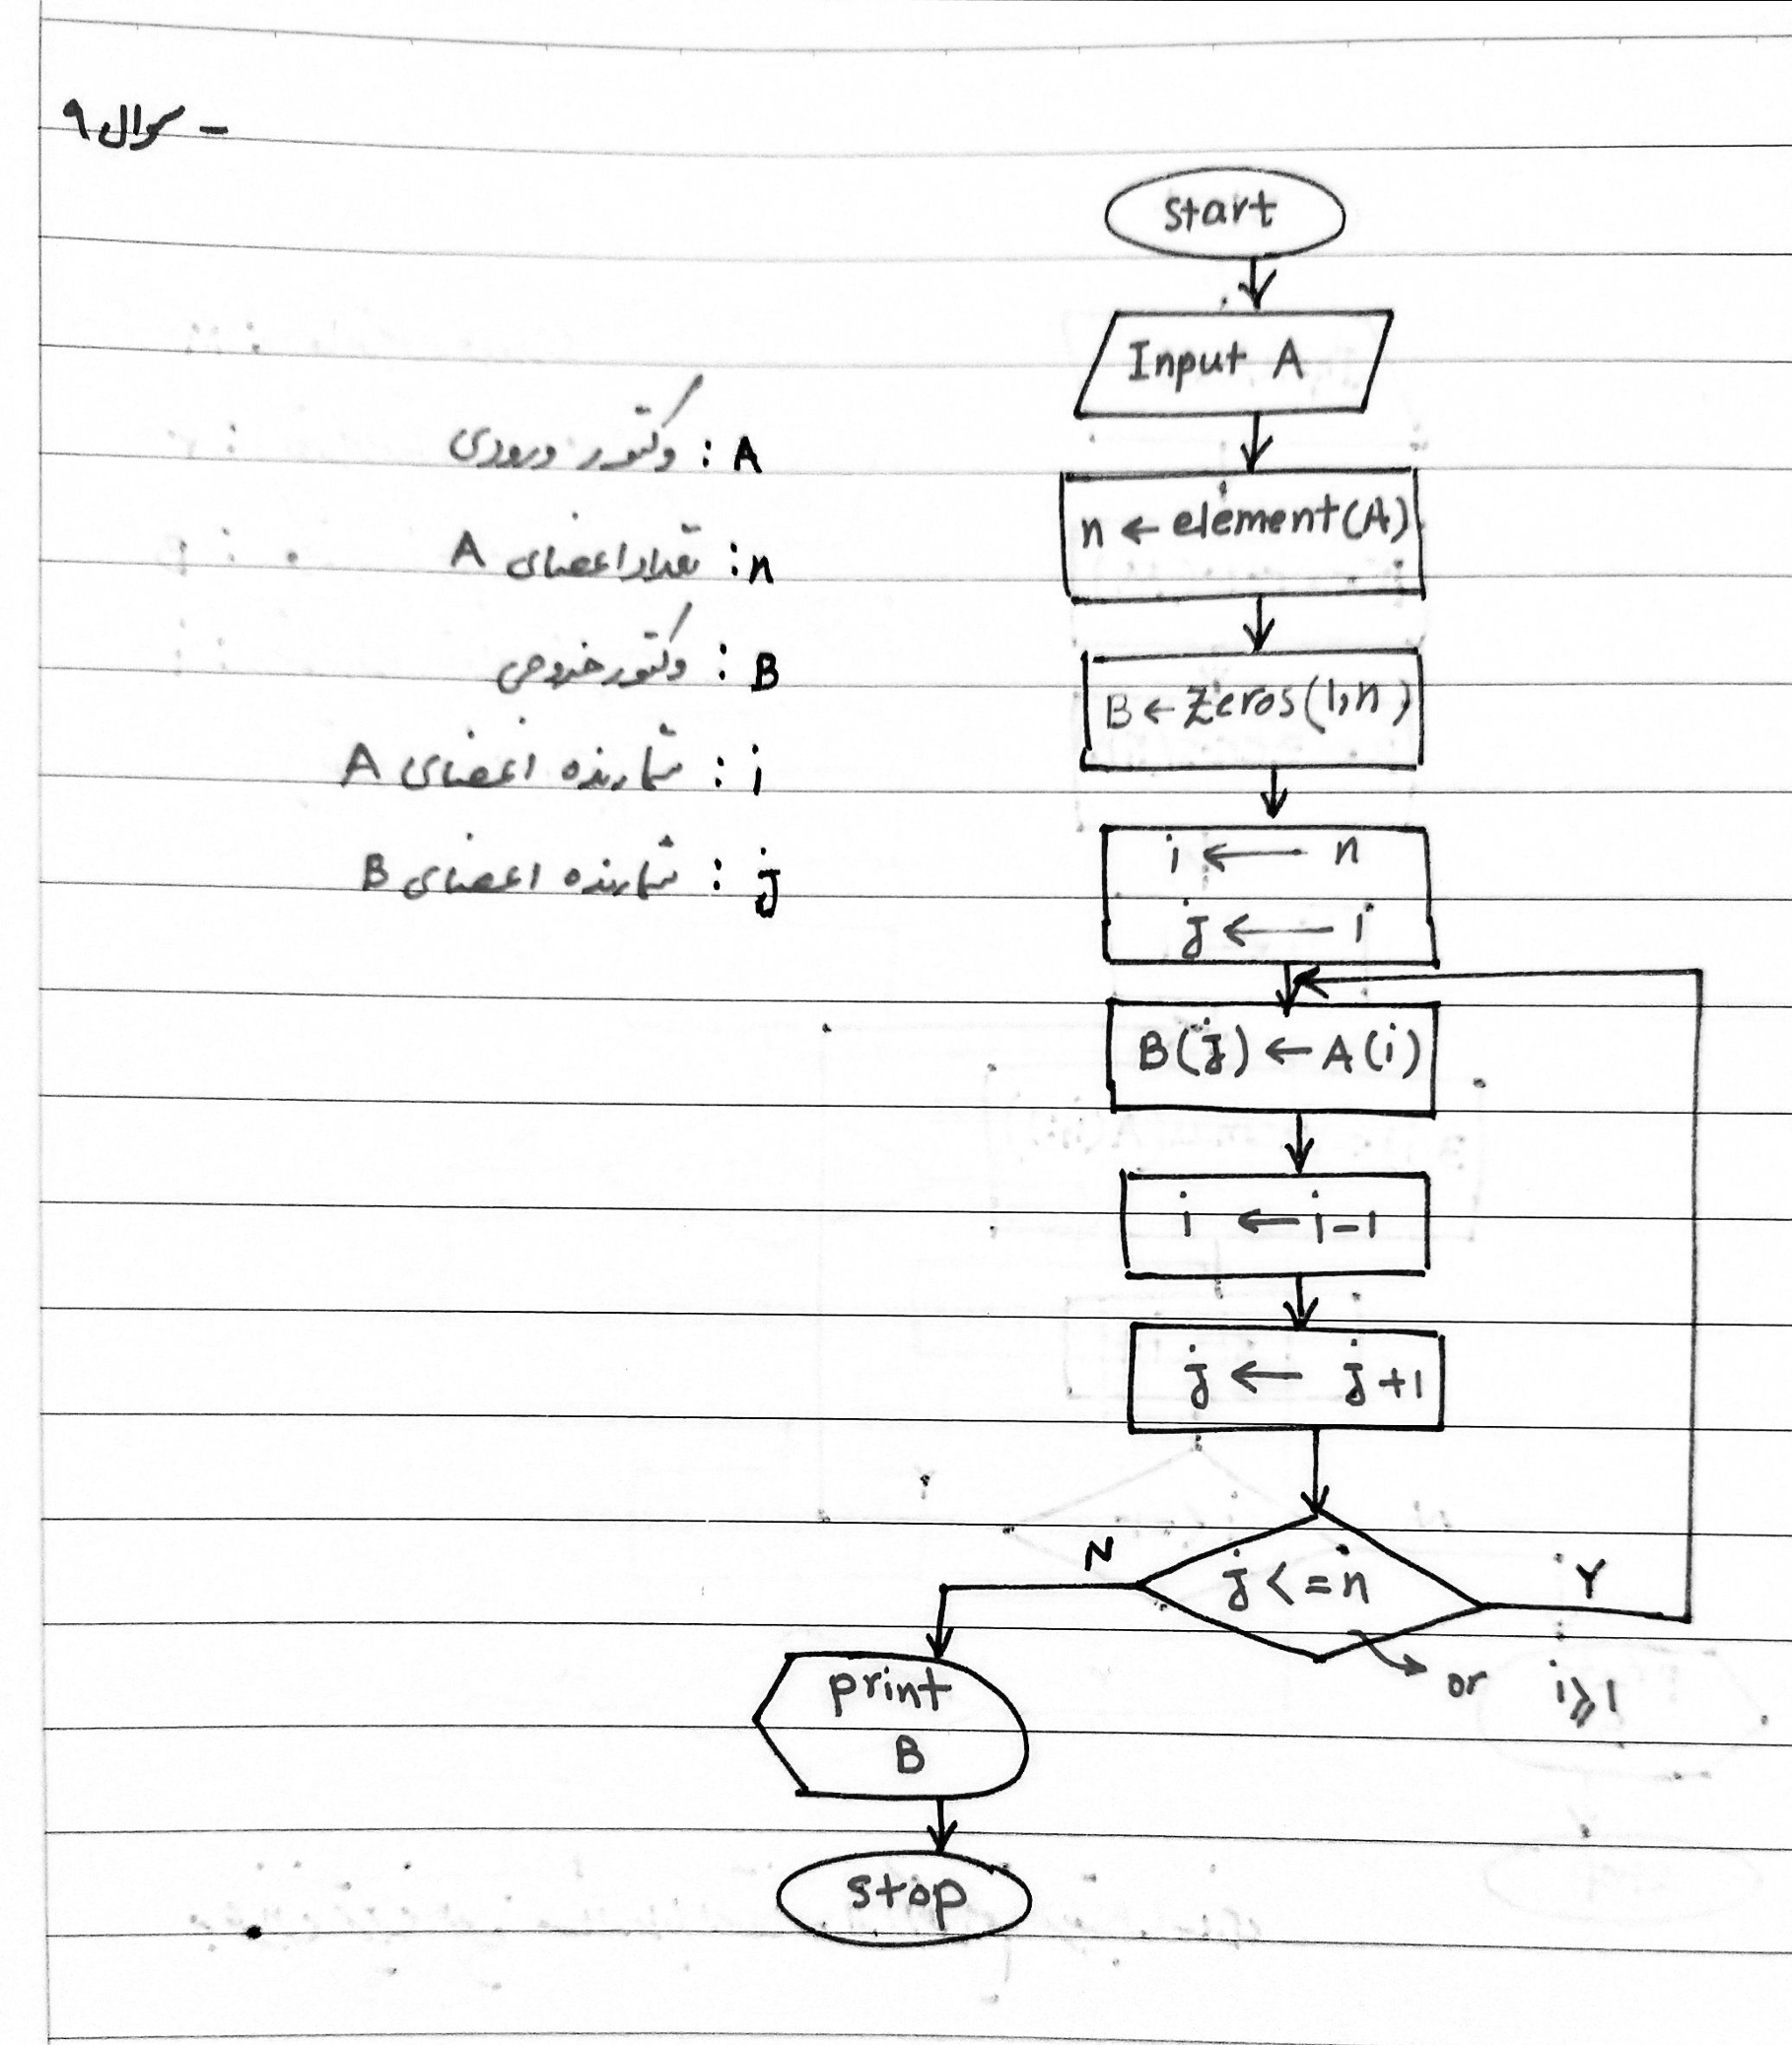 - سوال ۹
start
Input A
n ← element(A)
B ← zeros(1,n)
i ← n
j ← 1
B(j) ← A(i)
i ← i-1
j ← j+1
j <= n
N
Y
or i≥1
print
B
stop
A : وکتور ورودی
n : تعداد اعضای A
B : وکتور خروجی
i : شمارنده اعضای A
j : شمارنده اعضای B